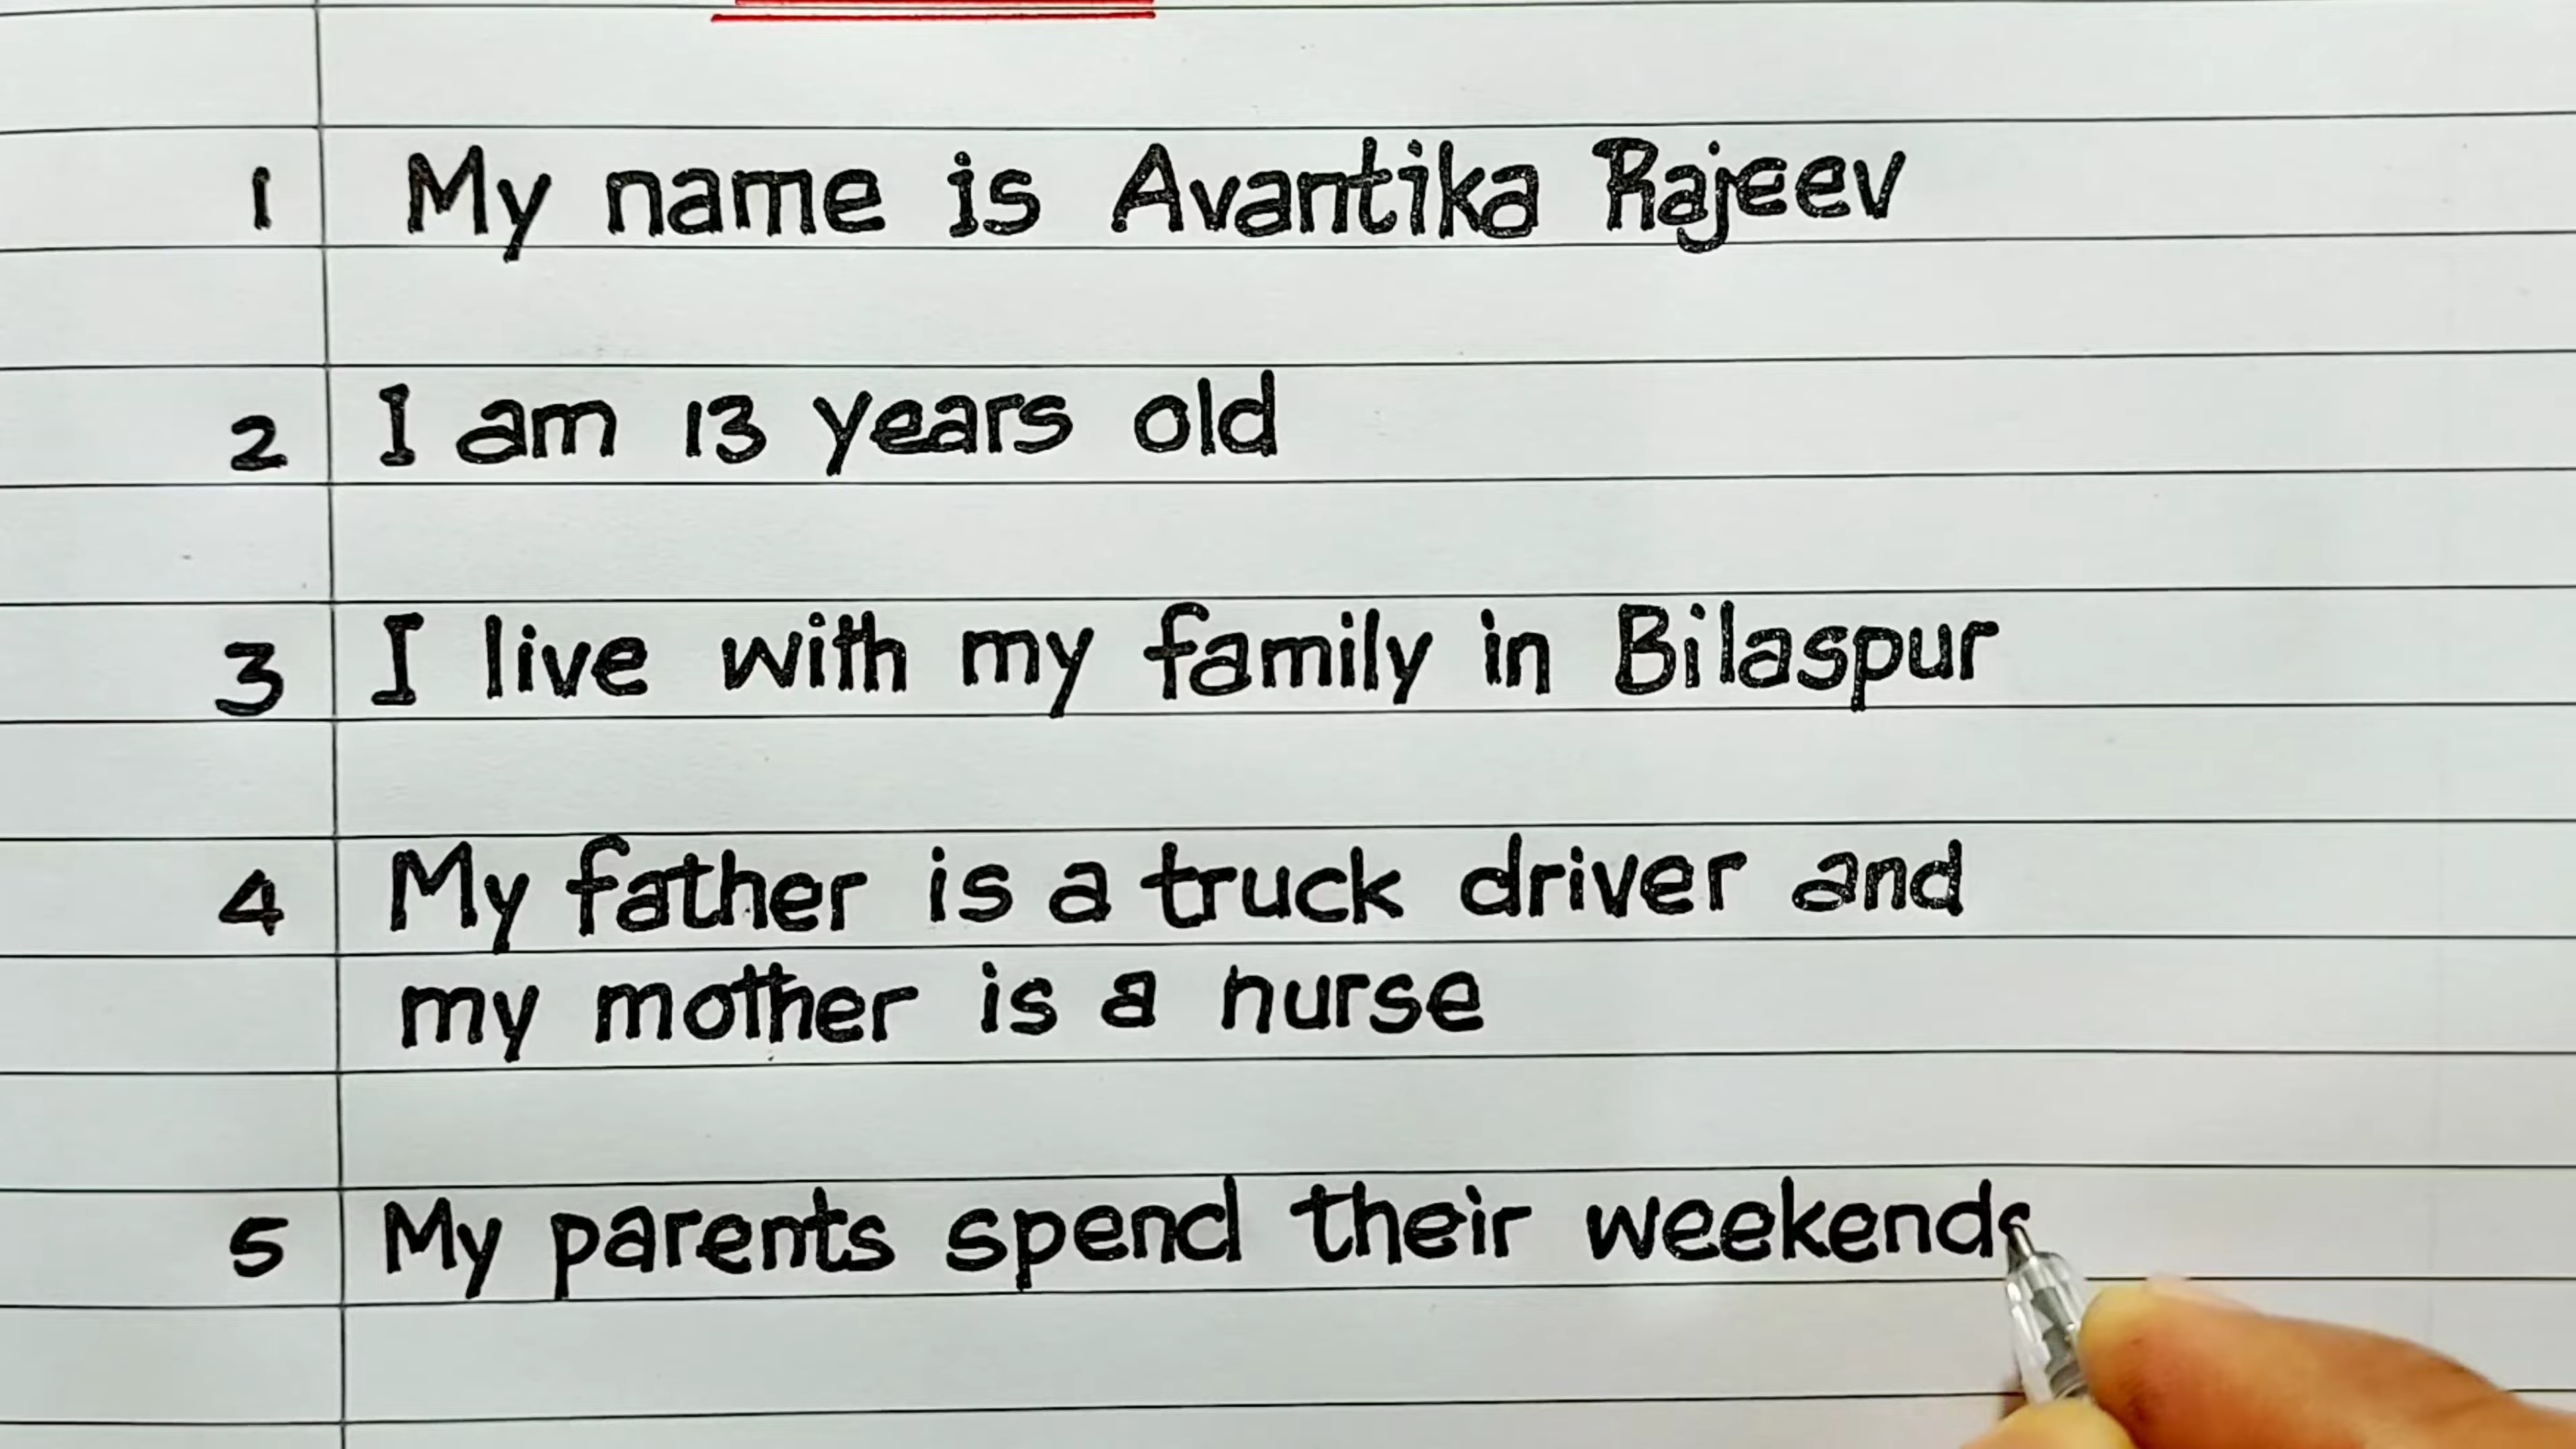 1 My name is Avantika Rajeev
2 I am 13 years old
3 I live with my family in Bilaspur
4 My father is a truck driver and
my mother is a nurse
5 My parents spend their weekends